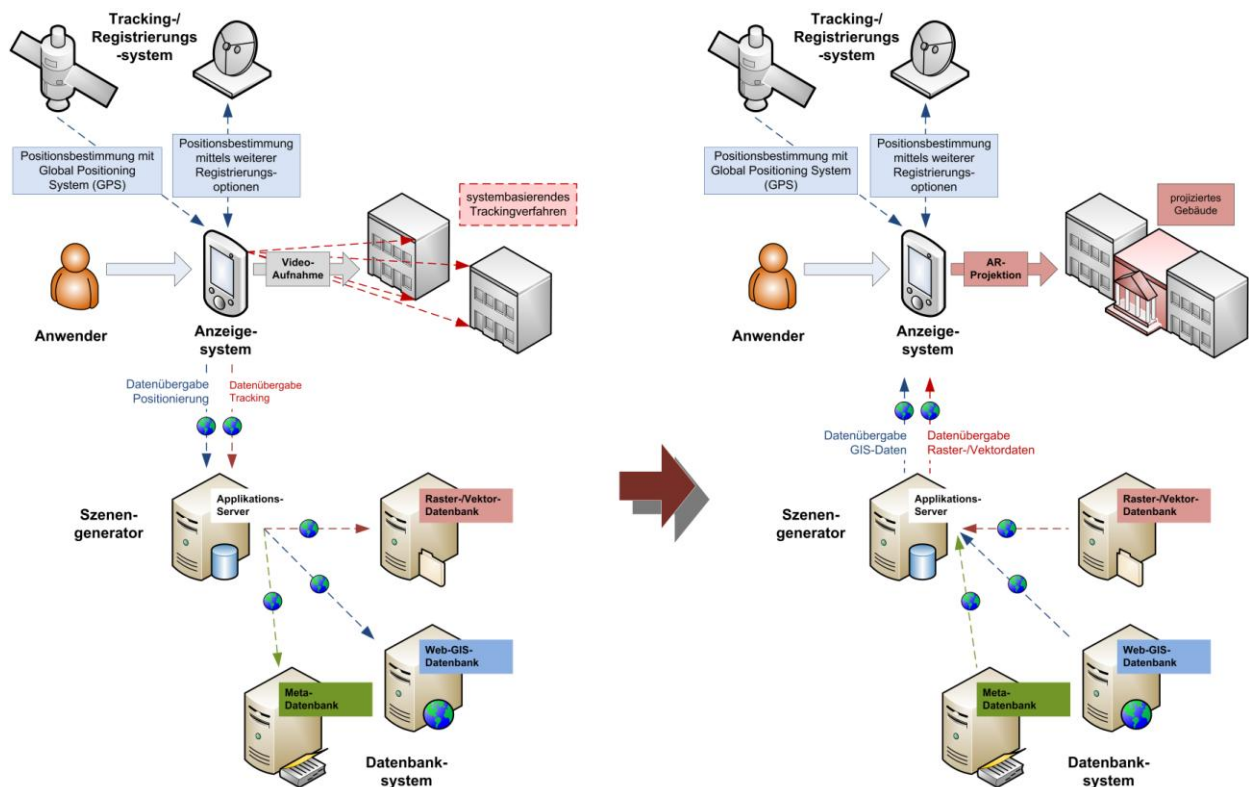 Tracking-/
Registrierungs
-system
Positionsbestimmung mit
Global Positioning
System (GPS)
Positionsbestimmung
mittels weiterer
Registrierungs-
optionen
systembasierendes
Trackingverfahren
Video-
Aufnahme
Anwender
Anzeige-
system
Datenübergabe
Positionierung
Datenübergabe
Tracking
Szenen-
generator
Applikations-
Server
Raster-/Vektor-
Datenbank
Web-GIS-
Datenbank
Meta-
Datenbank
Datenbank-
system
Tracking-/
Registrierungs
-system
Positionsbestimmung mit
Global Positioning System
(GPS)
Positionsbestimmung
mittels weiterer
Registrierungs-
optionen
projiziertes
Gebäude
AR-
Projektion
Anwender
Anzeige-
system
Datenübergabe
GIS-Daten
Datenübergabe
Raster-/Vektordaten
Szenen-
generator
Applikations-
Server
Raster-/Vektor-
Datenbank
Web-GIS-
Datenbank
Meta-
Datenbank
Datenbank-
system